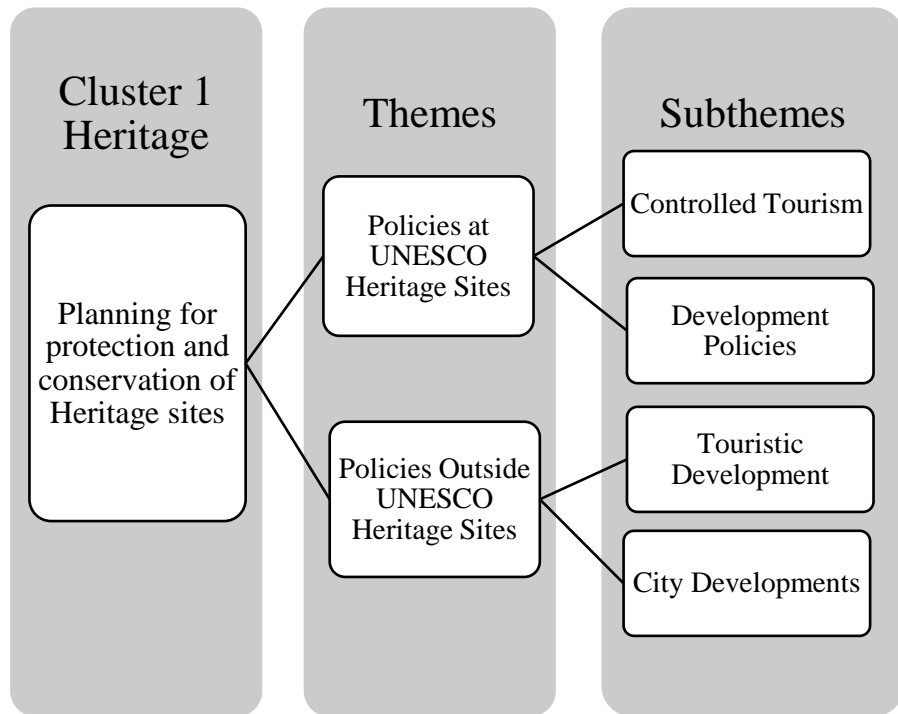 Cluster 1
Heritage
Planning for
protection and
conservation of
Heritage sites
Themes
Policies at
UNESCO
Heritage Sites
Policies Outside
UNESCO
Heritage Sites
Subthemes
Controlled Tourism
Development
Policies
Touristic
Development
City Developments